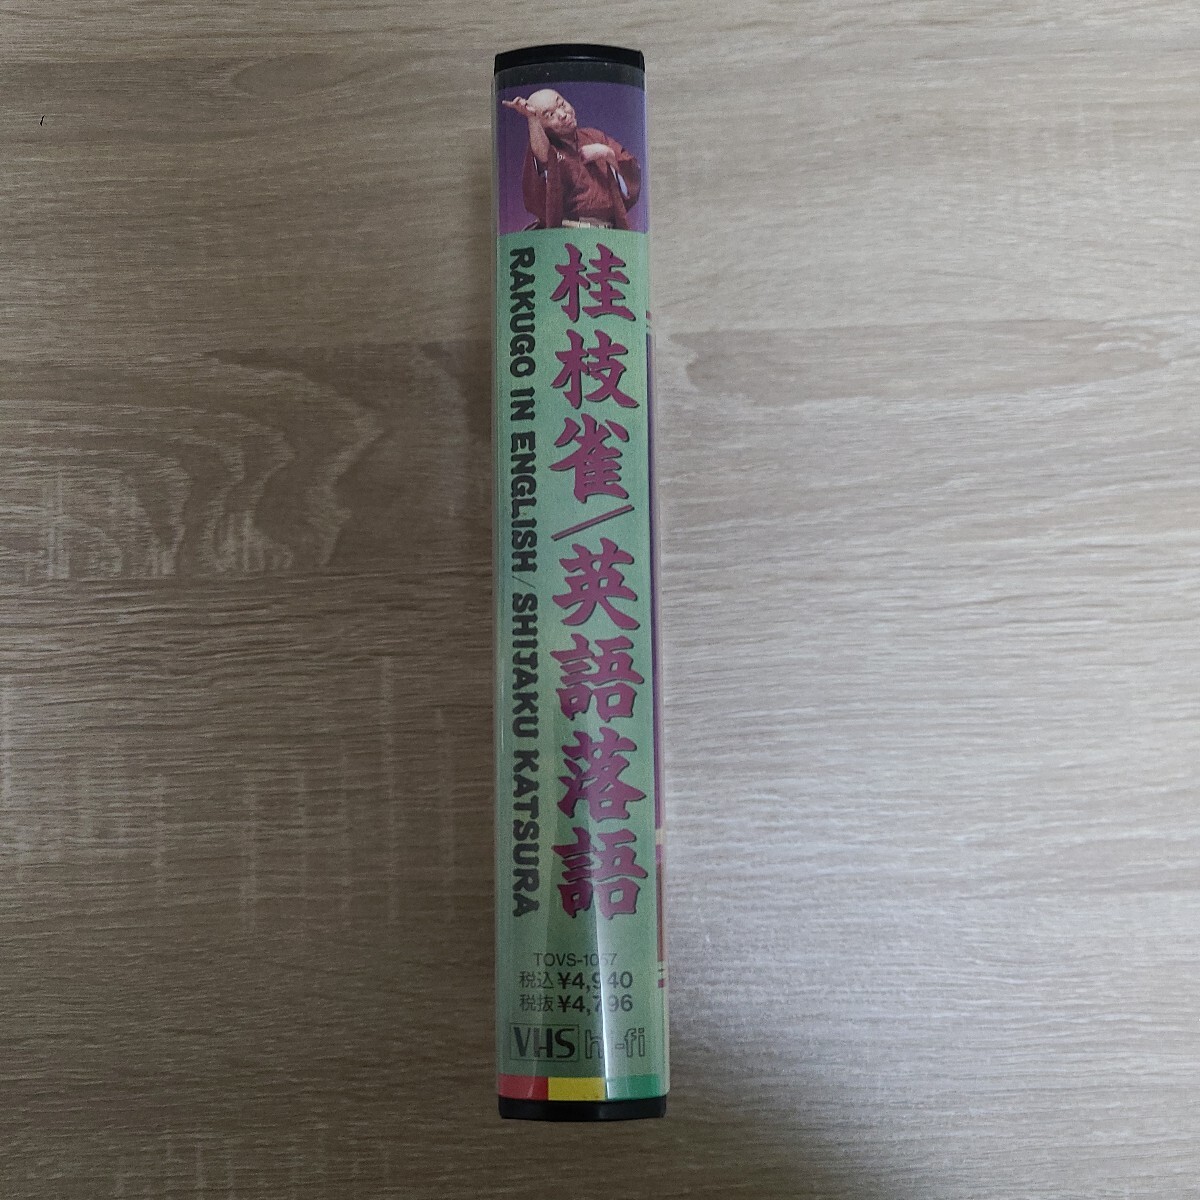 桂枝雀/英語落語
RAKUGO IN ENGLISH/SHIJAKU KATSURA
TOVS-1057
税込¥4,940
税抜¥4,796
VHS hi-fi